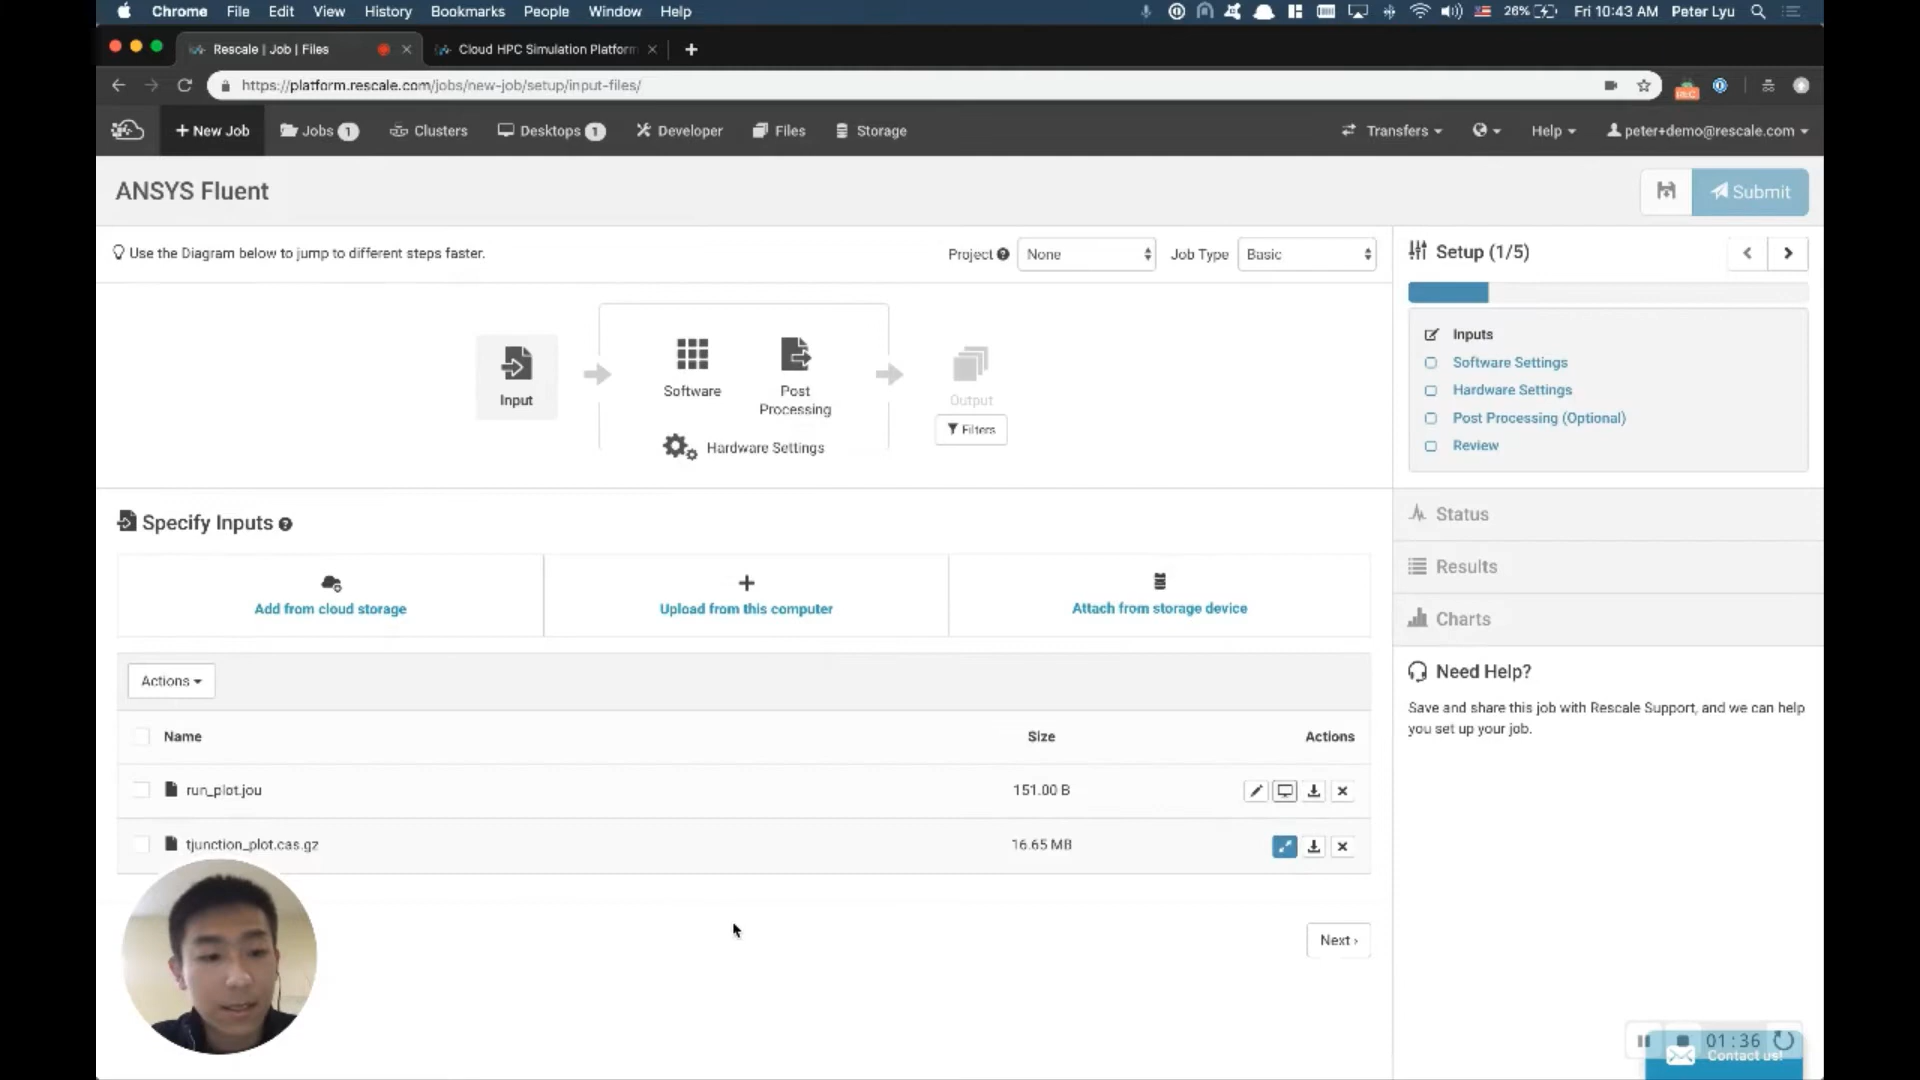 Chrome File Edit View History Bookmarks People Window Help
26% Fri 10:43 AM Peter Lyu
Rescale | Job | Files
Cloud HPC Simulation Platform
https://platform.rescale.com/jobs/new-job/setup/input-files/
REC
+ New Job Jobs 1 Clusters Desktops 1 Developer Files Storage
Transfers Help peter+demo@rescale.com
ANSYS Fluent
Submit
Use the Diagram below to jump to different steps faster.
Project None Job Type Basic
Input
Software
Post
Processing
Hardware Settings
Output
Filters
Setup (1/5)
Inputs
Software Settings
Hardware Settings
Post Processing (Optional)
Review
Status
Results
Charts
Need Help?
Save and share this job with Rescale Support, and we can help
you set up your job.
Specify Inputs
Add from cloud storage
Upload from this computer
Attach from storage device
Actions
Name Size Actions
run_plot.jou 151.00 B
tjunction_plot.cas.gz 16.65 MB
Next ›
01:36
Contact us!